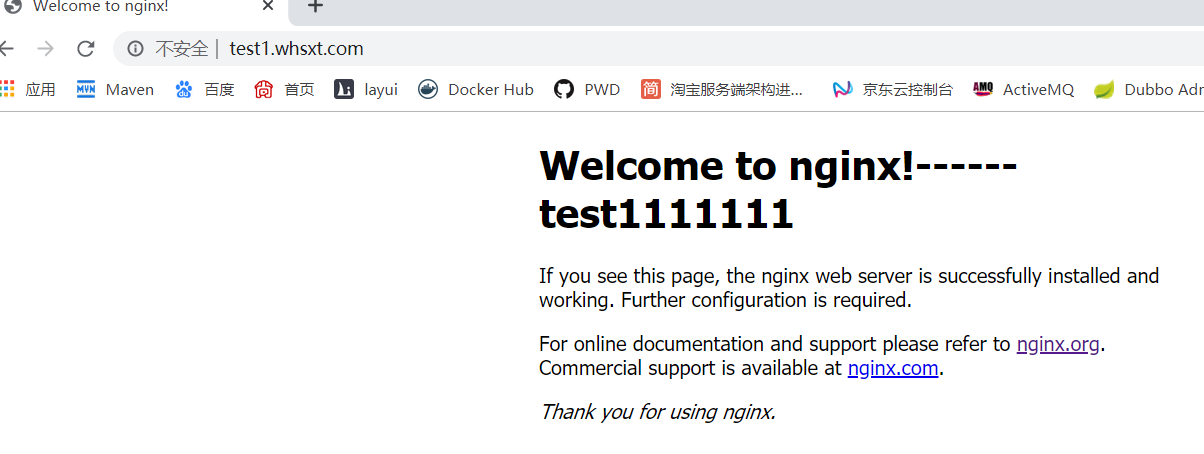 Welcome to nginx!
不安全 | test1.whsxt.com
应用 Maven 百度 首页 layui Docker Hub PWD 淘宝服务端架构进... 京东云控制台 ActiveMQ Dubbo Adr
Welcome to nginx!------
test1111111
If you see this page, the nginx web server is successfully installed and
working. Further configuration is required.
For online documentation and support please refer to nginx.org.
Commercial support is available at nginx.com.
Thank you for using nginx.